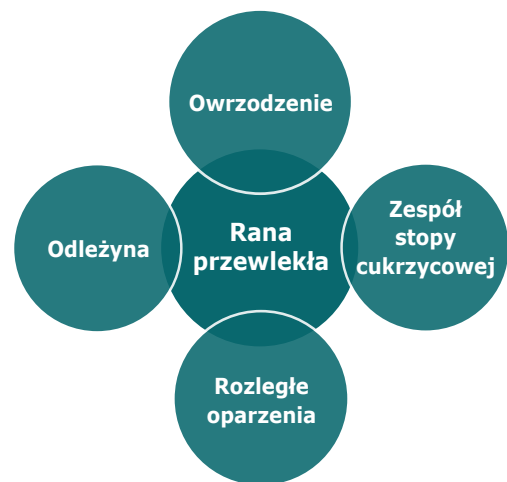 Owrzodzenie
Odleżyna
Rana
przewlekła
Zespół
stopy
cukrzycowej
Rozległe
oparzenia